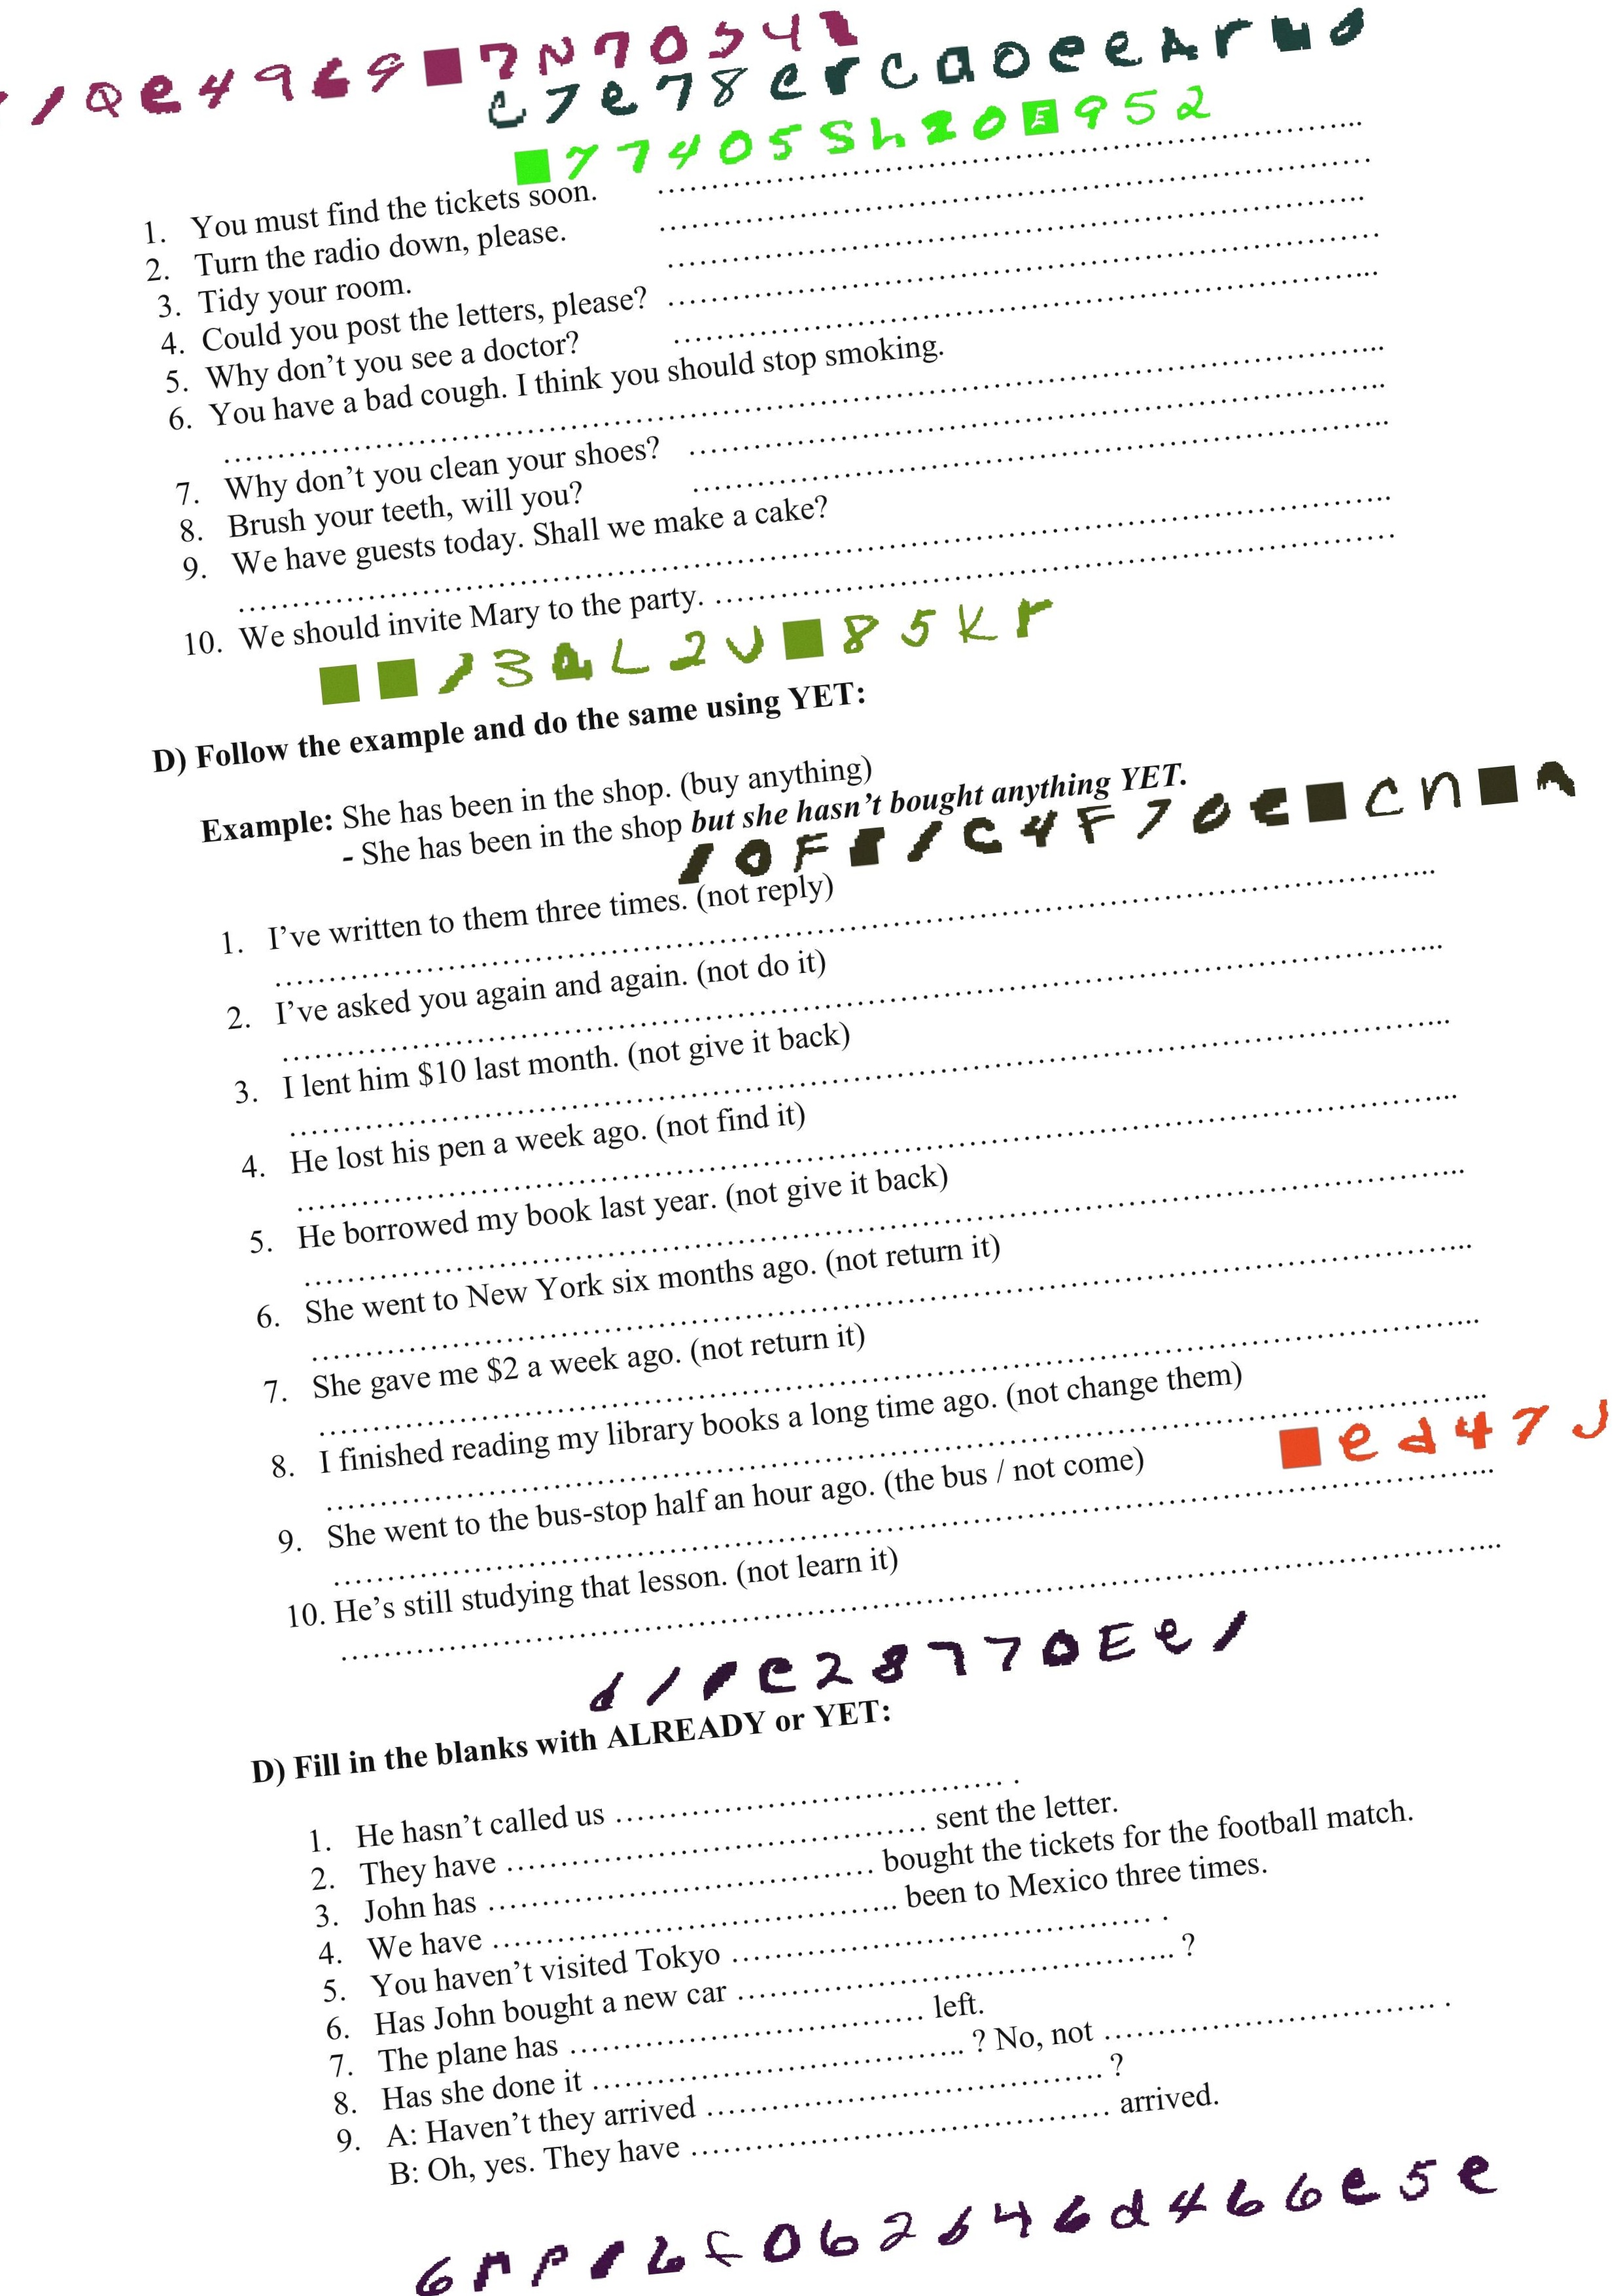 1. You must find the tickets soon. ……………………………………………………………
2. Turn the radio down, please. ……………………………………………………………
3. Tidy your room. ……………………………………………………………
4. Could you post the letters, please? ……………………………………………………………
5. Why don't you see a doctor? ……………………………………………………………
6. You have a bad cough. I think you should stop smoking.
……………………………………………………………
7. Why don't you clean your shoes? ……………………………………………………………
8. Brush your teeth, will you? ……………………………………………………………
9. We have guests today. Shall we make a cake?
……………………………………………………………
10. We should invite Mary to the party. ……………………………………………………………
D) Follow the example and do the same using YET:
Example: She has been in the shop. (buy anything)
- She has been in the shop but she hasn't bought anything YET.
1. I've written to them three times. (not reply)
……………………………………………………………
2. I've asked you again and again. (not do it)
……………………………………………………………
3. I lent him $10 last month. (not give it back)
……………………………………………………………
4. He lost his pen a week ago. (not find it)
……………………………………………………………
5. He borrowed my book last year. (not give it back)
……………………………………………………………
6. She went to New York six months ago. (not return it)
……………………………………………………………
7. She gave me $2 a week ago. (not return it)
……………………………………………………………
8. I finished reading my library books a long time ago. (not change them)
……………………………………………………………
9. She went to the bus-stop half an hour ago. (the bus / not come)
……………………………………………………………
10. He's still studying that lesson. (not learn it)
……………………………………………………………
D) Fill in the blanks with ALREADY or YET:
1. He hasn't called us ……………………………… .
2. They have ……………………………… sent the letter.
3. John has ……………………………… bought the tickets for the football match.
4. We have ……………………………… been to Mexico three times.
5. You haven't visited Tokyo ……………………………… .
6. Has John bought a new car ……………………………… ?
7. The plane has ……………………………… left.
8. Has she done it ……………………………… ? No, not ……………………………… .
9. A: Haven't they arrived ……………………………… ?
B: Oh, yes. They have ……………………………… arrived.